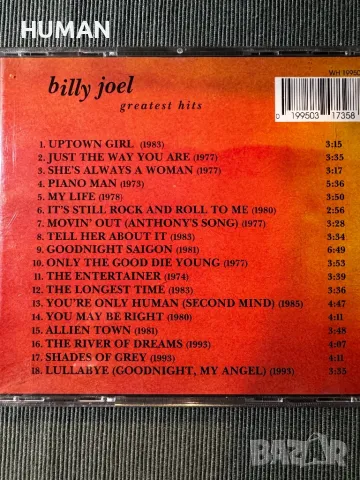 HUMAN
WH 19950
billy joel
greatest hits
0 199503 17358
1. UPTOWN GIRL (1983) 3:15
2. JUST THE WAY YOU ARE (1977) 3:35
3. SHE'S ALWAYS A WOMAN (1977) 3:17
4. PIANO MAN (1973) 5:36
5. MY LIFE (1978) 3:50
6. IT'S STILL ROCK AND ROLL TO ME (1980) 2:56
7. MOVIN' OUT (ANTHONY'S SONG) (1977) 3:28
8. TELL HER ABOUT IT (1983) 3:34
9. GOODNIGHT SAIGON (1981) 6:49
10. ONLY THE GOOD DIE YOUNG (1977) 3:53
11. THE ENTERTAINER (1974) 3:39
12. THE LONGEST TIME (1983) 3:36
13. YOU'RE ONLY HUMAN (SECOND MIND) (1985) 4:47
14. YOU MAY BE RIGHT (1980) 4:11
15. ALLIEN TOWN (1981) 3:48
16. THE RIVER OF DREAMS (1993) 4:07
17. SHADES OF GREY (1993) 4:11
18. LULLABYE (GOODNIGHT, MY ANGEL) (1993) 3:35
BAZAR